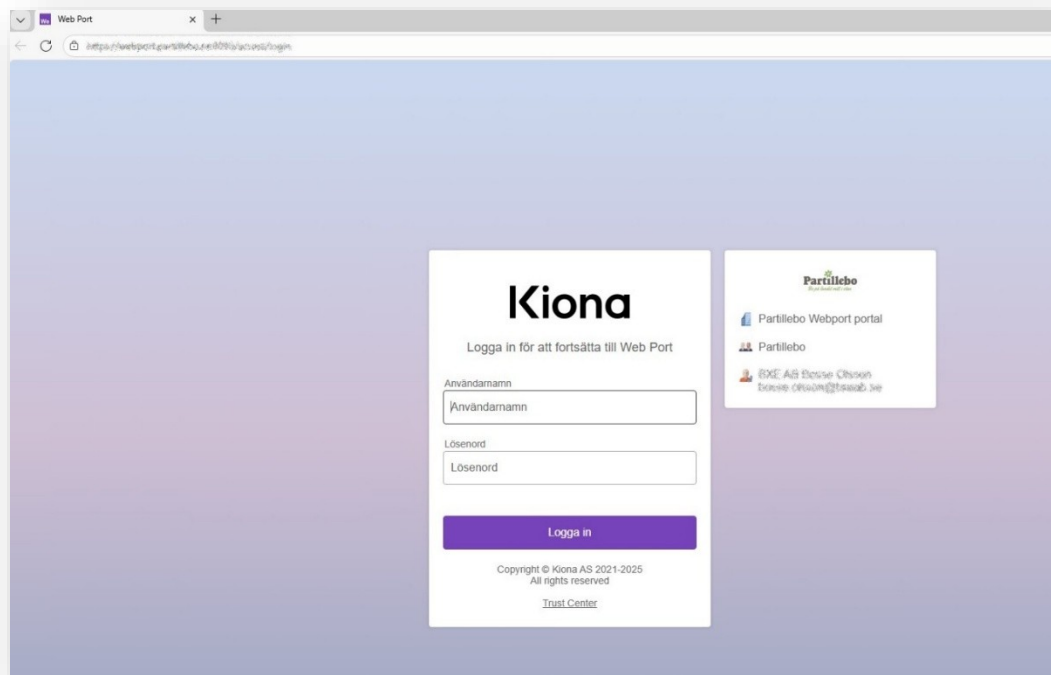 Web Port
Kiona
Logga in för att fortsätta till Web Port
Användarnamn
Användarnamn
Lösenord
Lösenord
Logga in
Copyright © Kiona AS 2021-2025
All rights reserved
Trust Center
Partillebo
Partillebo Webport portal
Partillebo